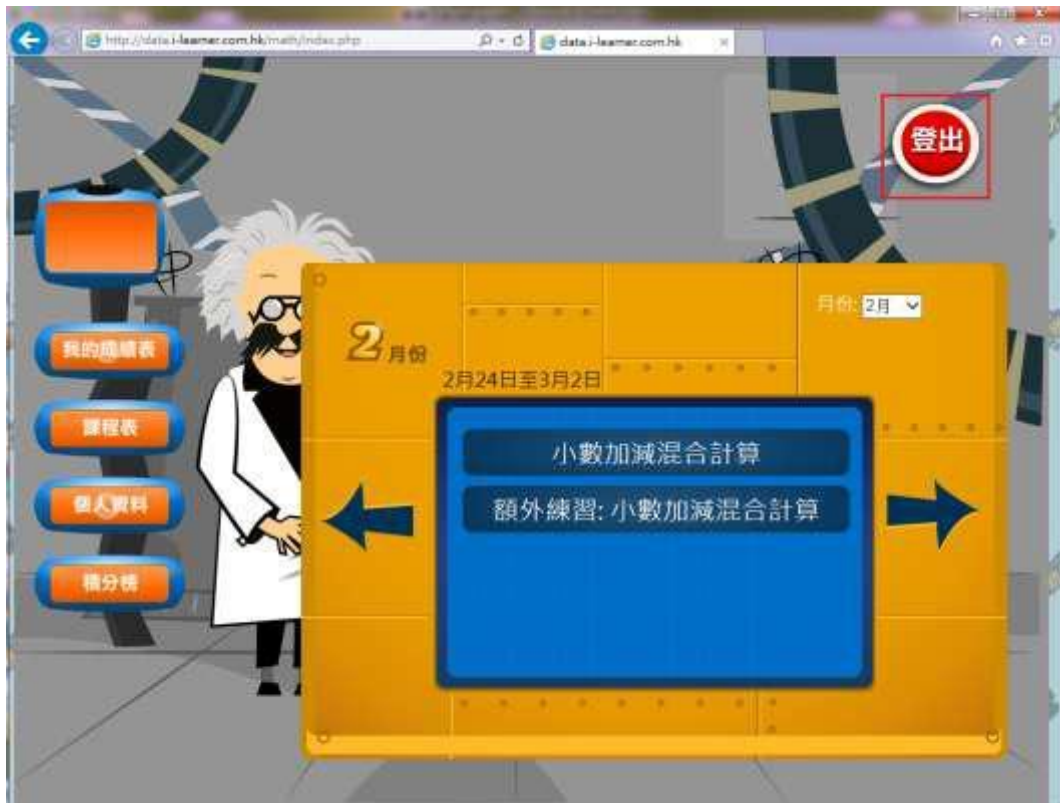 http://data.i-learner.com.hk/math/index.php
data.i-learner.com.hk
登出
月份: 2月
2月份
2月24日至3月2日
我的成績表
課程表
個人資料
積分榜
小數加減混合計算
額外練習: 小數加減混合計算